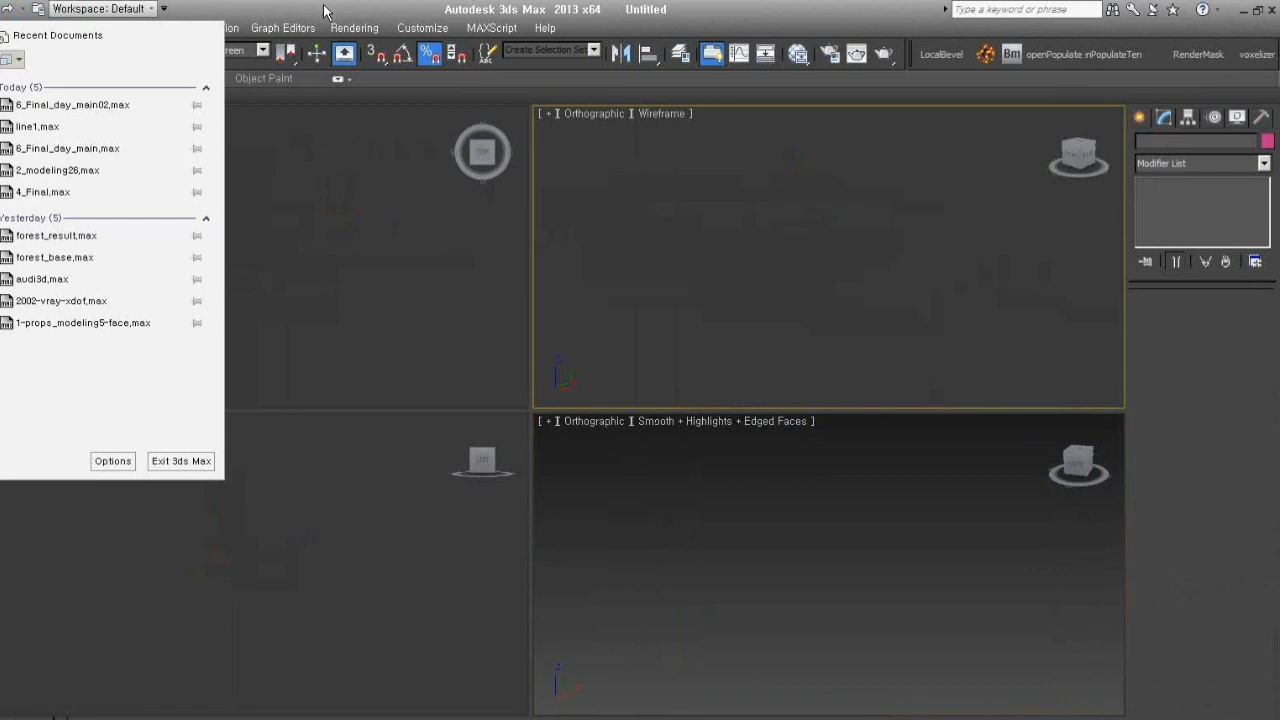 Workspace: Default
Autodesk 3ds Max 2013 x64 Untitled
Type a keyword or phrase
Graph Editors Rendering Customize MAXScript Help
Create Selection Set
LocalBevel Bm openPopulate nPopulateTen RenderMask voxelizer
Object Paint
Recent Documents
Today (5)
6_Final_day_main02.max
line1.max
6_Final_day_main.max
2_modeling26.max
4_Final.max
Yesterday (5)
forest_result.max
forest_base.max
audi3d.max
2002-vray-xdof.max
1-props_modeling5-face.max
Options Exit 3ds Max
[ + ] Orthographic ] Wireframe ]
Modifier List
[ + ] Orthographic ] Smooth + Highlights + Edged Faces ]